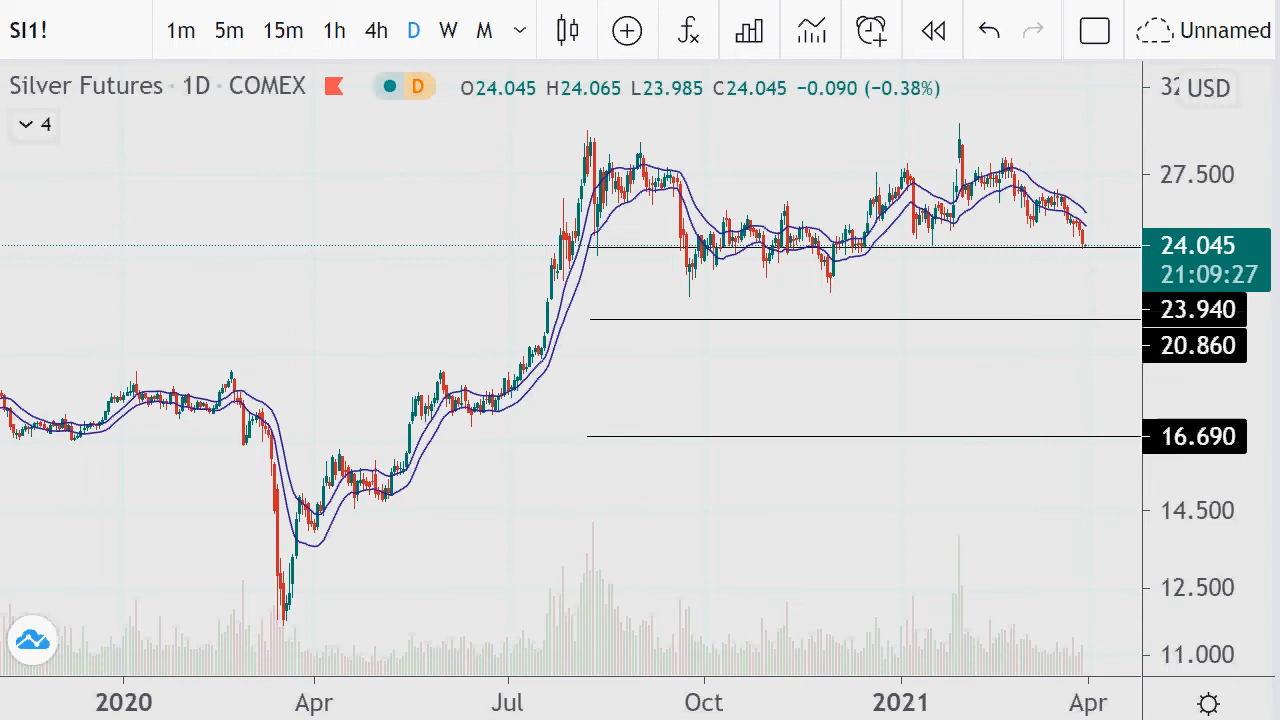 SI1! 1m 5m 15m 1h 4h D W M fx Unnamed
Silver Futures · 1D · COMEX D O24.045 H24.065 L23.985 C24.045 −0.090 (−0.38%)
USD
4
27.500
24.045
21:09:27
23.940
20.860
16.690
14.500
12.500
11.000
2020 Apr Jul Oct 2021 Apr